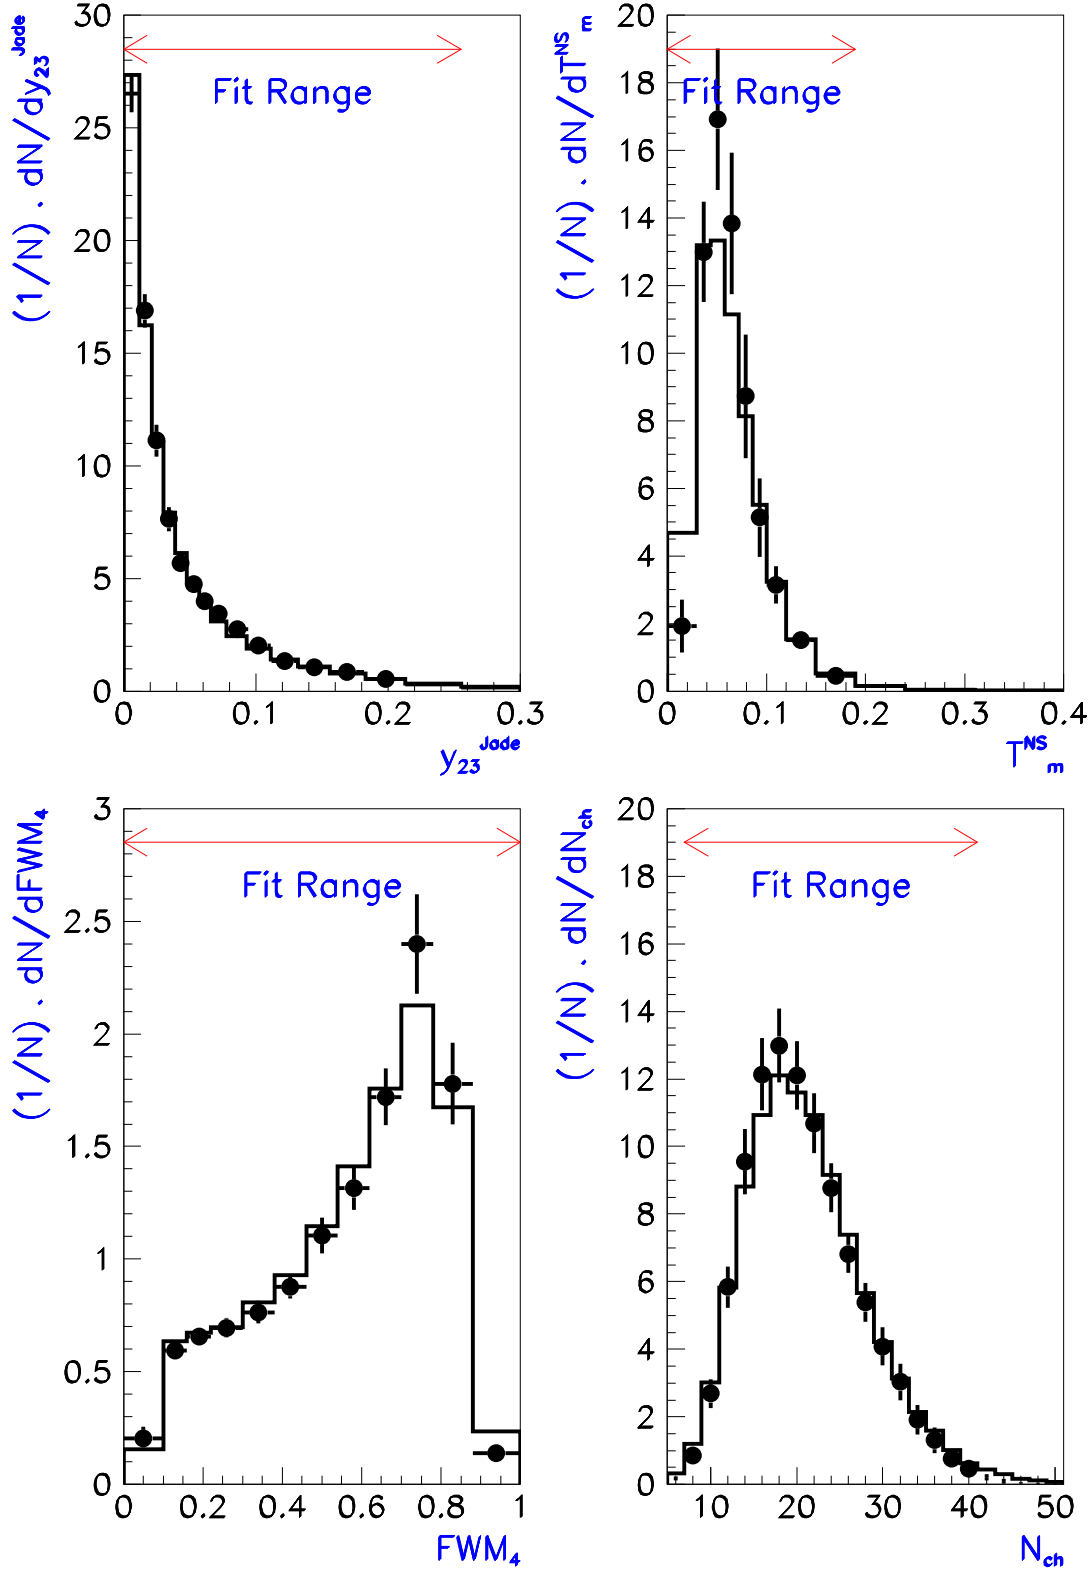 (1/N) . dN/dy₂₃ᴶᵃᵈᵉ
30
25
20
15
10
5
0
Fit Range
0 0.1 0.2 0.3
y₂₃ᴶᵃᵈᵉ
(1/N) . dN/dTᴺˢₘ
20
18
16
14
12
10
8
6
4
2
0
Fit Range
0 0.1 0.2 0.3 0.4
Tᴺˢₘ
(1/N) . dN/dFWM₄
3
2.5
2
1.5
1
0.5
0
Fit Range
0 0.2 0.4 0.6 0.8 1
FWM₄
(1/N) . dN/dN_ch
20
18
16
14
12
10
8
6
4
2
0
Fit Range
10 20 30 40 50
N_ch